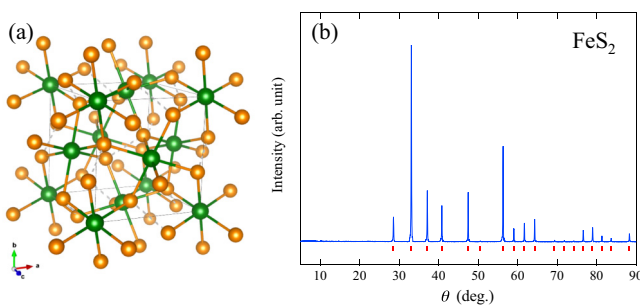 (a)
b
a
c
(b)
FeS₂
Intensity (arb. unit)
10 20 30 40 50 60 70 80 90
θ (deg.)